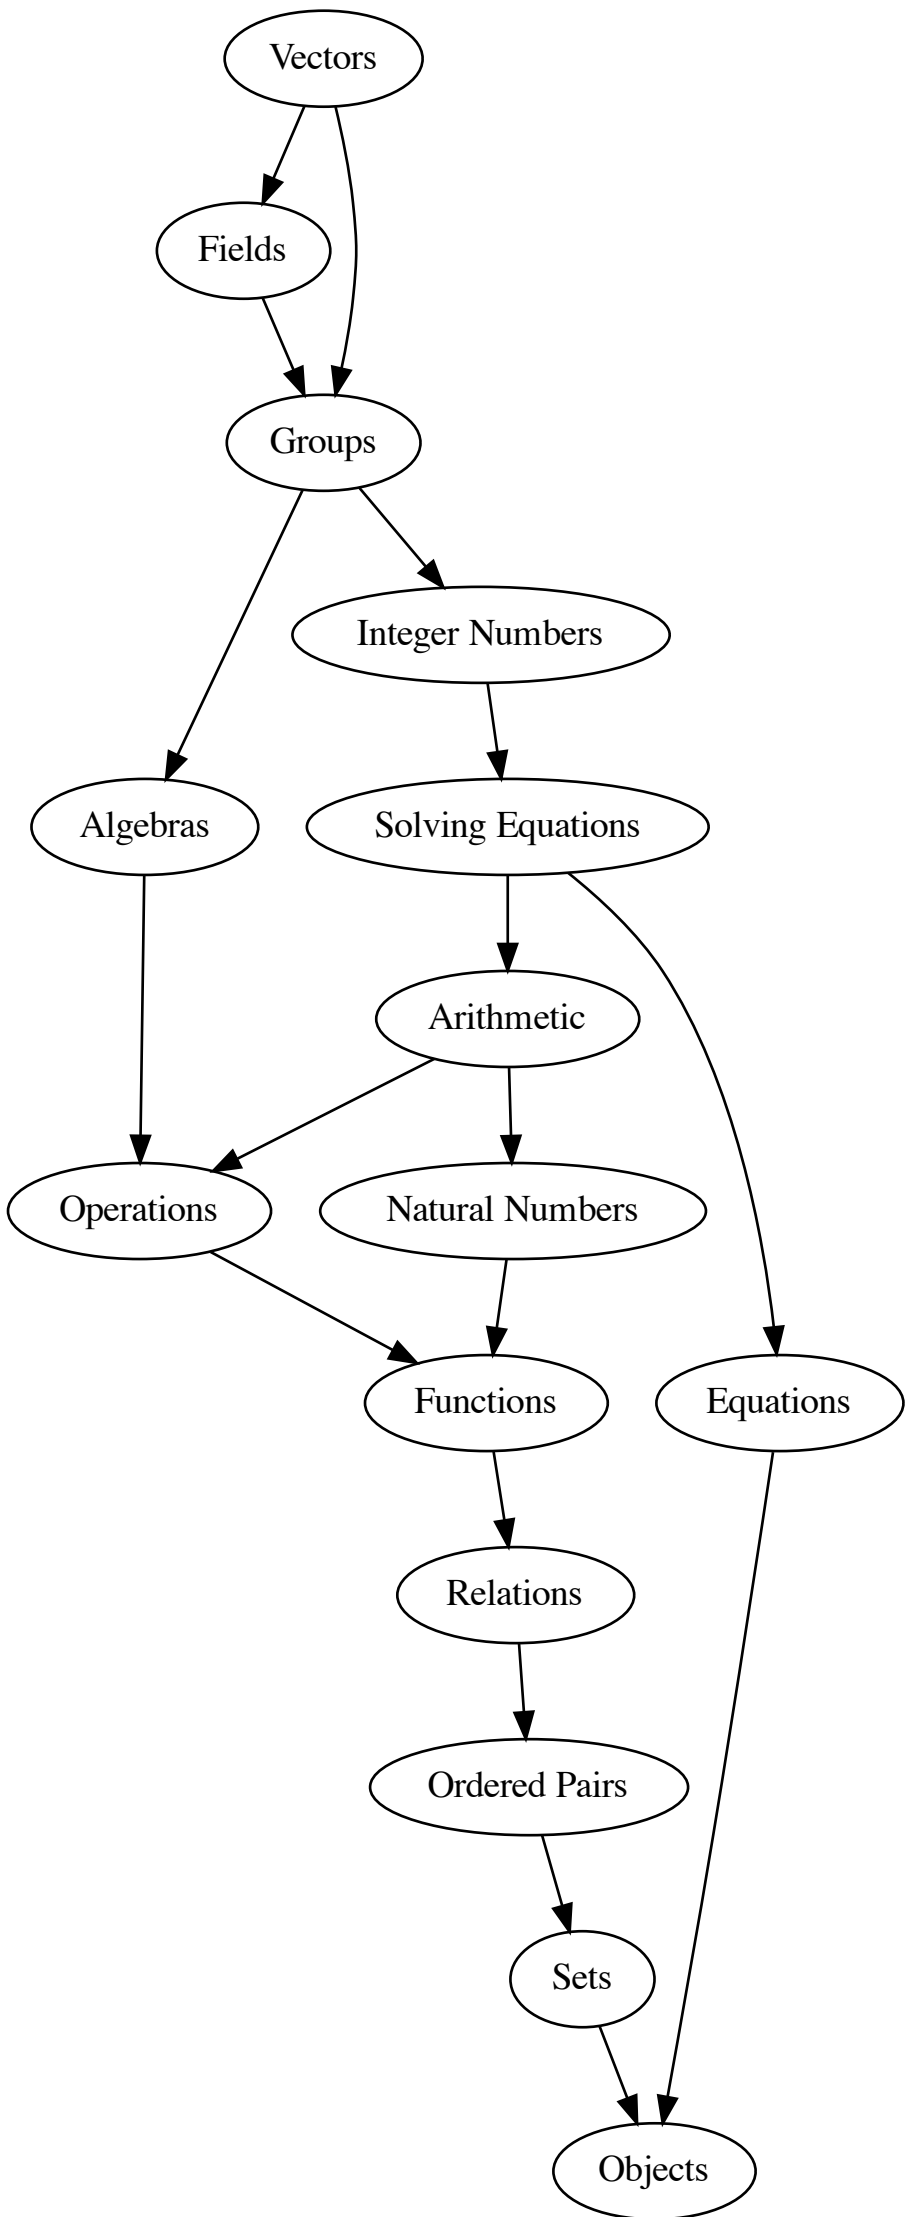 Vectors
Fields
Groups
Integer Numbers
Algebras
Solving Equations
Arithmetic
Operations
Natural Numbers
Functions
Equations
Relations
Ordered Pairs
Sets
Objects